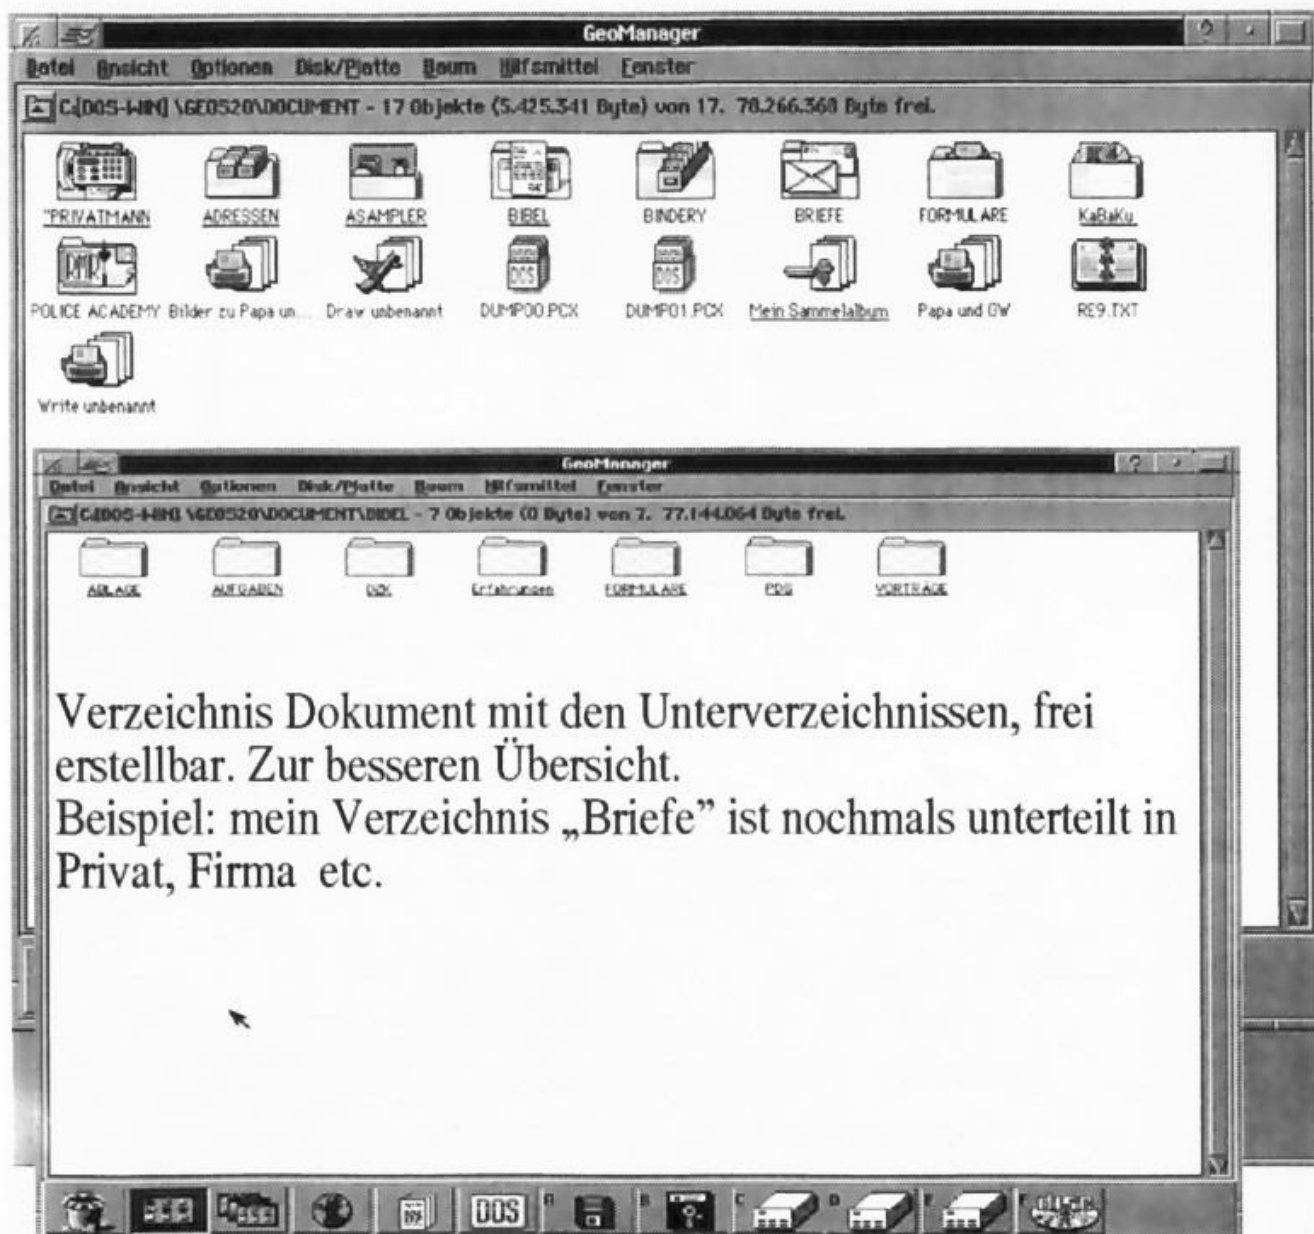 GeoManager
Datei Ansicht Optionen Disk/Platte Baum Hilfsmittel Fenster
C:[DOS-WIN] \GEOS20\DOCUMENT - 17 Objekte (5.425.341 Byte) von 17. 78.266.368 Byte frei.
"PRIVATMANN ADRESSEN ASAMPLER BIBEL BINDERY BRIEFE FORMULARE KaBaKu
POLICE ACADEMY Bilder zu Papa un... Draw unbenannt DUMP00.PCX DUMP01.PCX Mein Sammelalbum Papa und GW RE9.TXT
Write unbenannt
GeoManager
Datei Ansicht Optionen Disk/Platte Baum Hilfsmittel Fenster
C:[DOS-WIN] \GEOS20\DOCUMENT\BIBEL - 7 Objekte (0 Byte) von 7. 77.144.064 Byte frei.
ABLAGE AUFGABEN Erfahrungen FORMULARE PDG VORTRÄGE
Verzeichnis Dokument mit den Unterverzeichnissen, frei
erstellbar. Zur besseren Übersicht.
Beispiel: mein Verzeichnis „Briefe” ist nochmals unterteilt in
Privat, Firma etc.
DOS A B C D E F